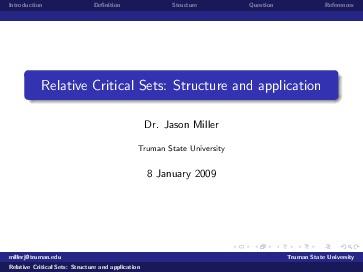 Introduction Definition Structure Question References
Relative Critical Sets: Structure and application
Dr. Jason Miller
Truman State University
8 January 2009
millerj@truman.edu Truman State University
Relative Critical Sets: Structure and application